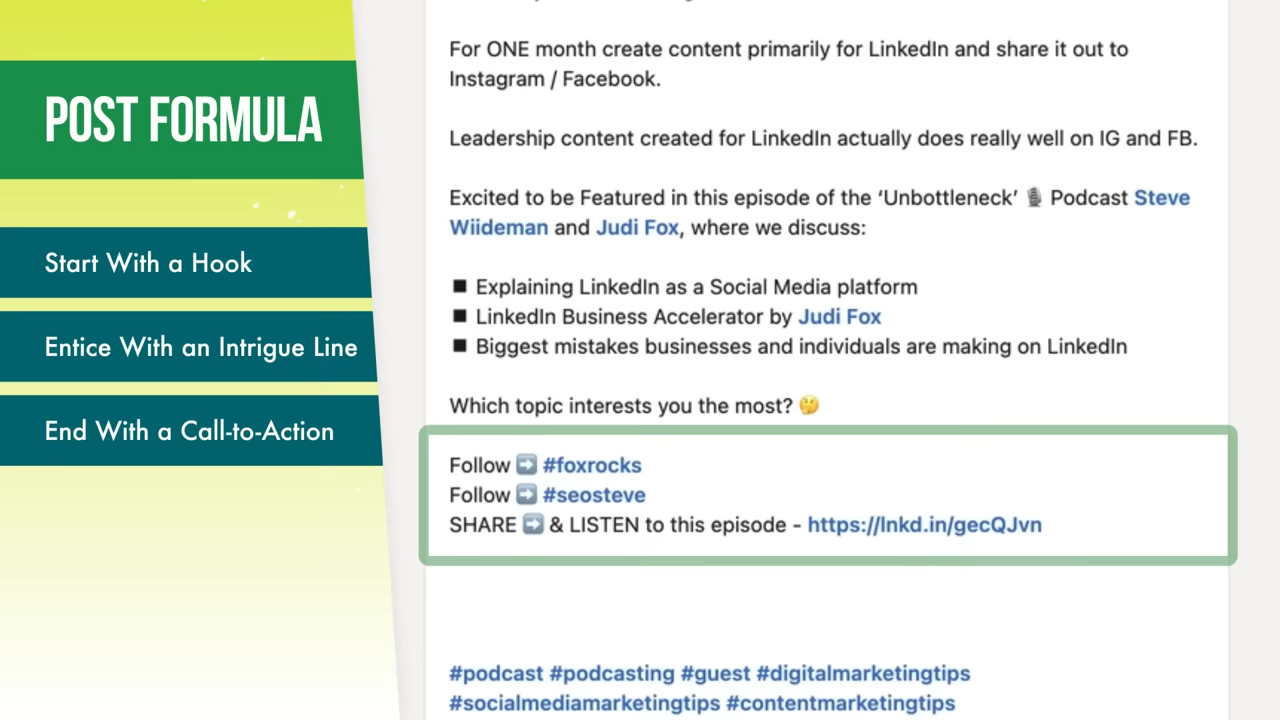 POST FORMULA
Start With a Hook
Entice With an Intrigue Line
End With a Call-to-Action
For ONE month create content primarily for LinkedIn and share it out to
Instagram / Facebook.
Leadership content created for LinkedIn actually does really well on IG and FB.
Excited to be Featured in this episode of the ‘Unbottleneck’ 🎙️ Podcast Steve
Wiideman and Judi Fox, where we discuss:
◾ Explaining LinkedIn as a Social Media platform
◾ LinkedIn Business Accelerator by Judi Fox
◾ Biggest mistakes businesses and individuals are making on LinkedIn
Which topic interests you the most? 🤔
Follow ➡️ #foxrocks
Follow ➡️ #seosteve
SHARE ➡️ & LISTEN to this episode - https://lnkd.in/gecQJvn
#podcast #podcasting #guest #digitalmarketingtips
#socialmediamarketingtips #contentmarketingtips